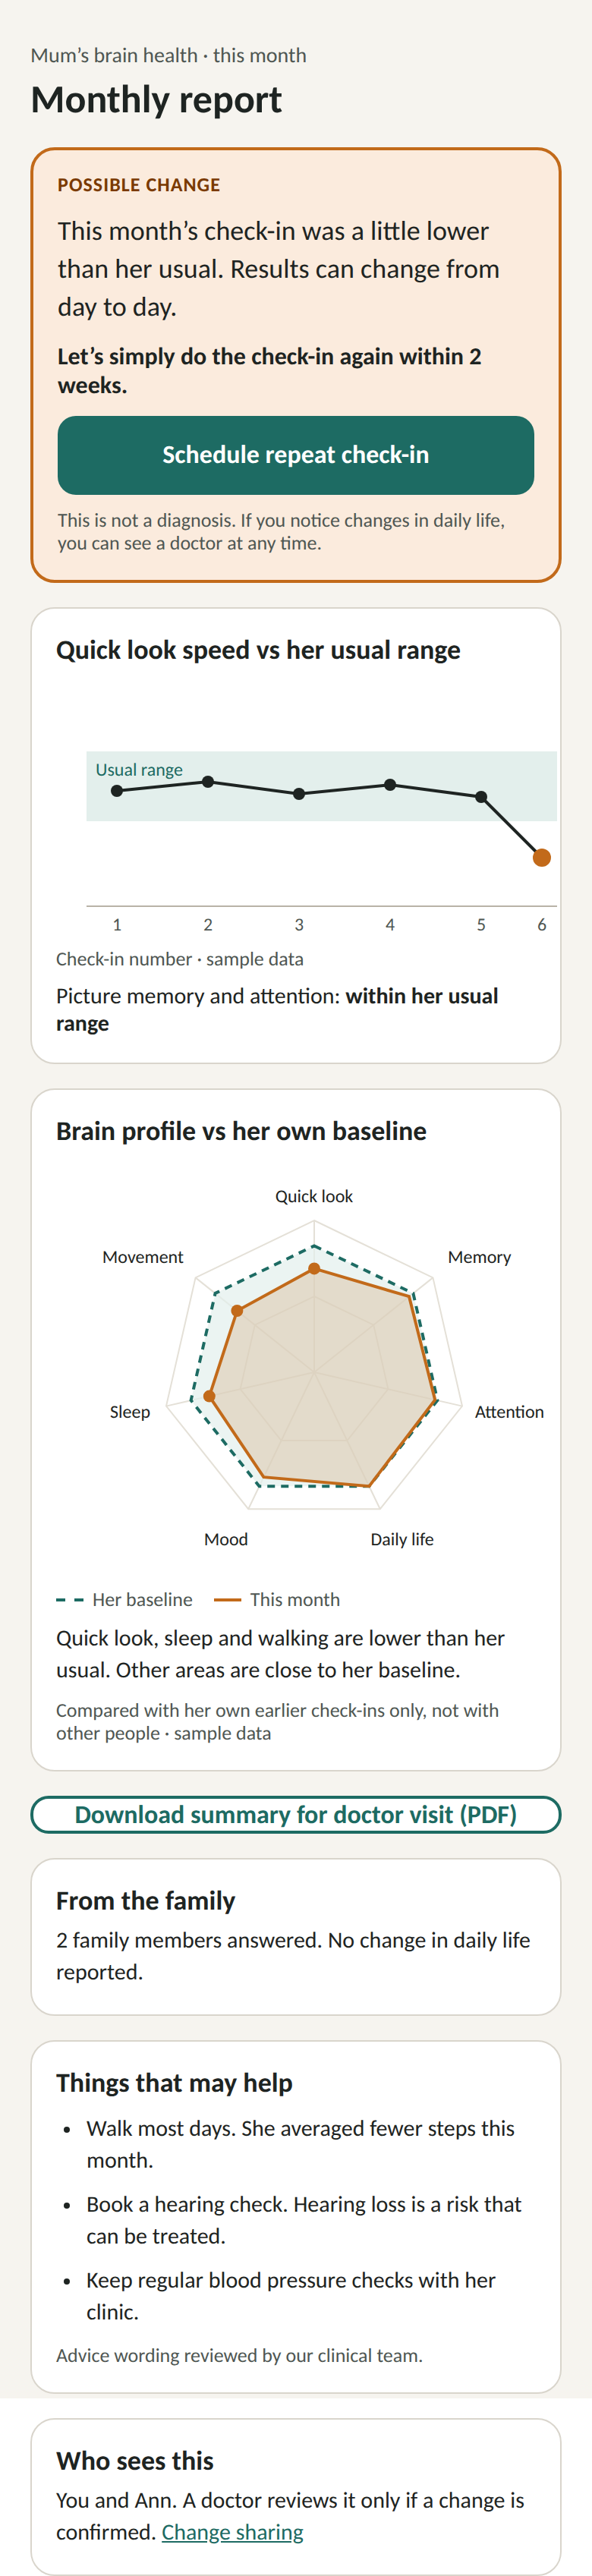 Mum’s brain health · this month
Monthly report
POSSIBLE CHANGE
This month’s check-in was a little lower
than her usual. Results can change from
day to day.
Let’s simply do the check-in again within 2
weeks.
Schedule repeat check-in
This is not a diagnosis. If you notice changes in daily life,
you can see a doctor at any time.
Quick look speed vs her usual range
Usual range
1 2 3 4 5 6
Check-in number · sample data
Picture memory and attention: within her usual
range
Brain profile vs her own baseline
Quick look
Movement
Memory
Sleep
Attention
Mood
Daily life
Her baseline
This month
Quick look, sleep and walking are lower than her
usual. Other areas are close to her baseline.
Compared with her own earlier check-ins only, not with
other people · sample data
Download summary for doctor visit (PDF)
From the family
2 family members answered. No change in daily life
reported.
Things that may help
• Walk most days. She averaged fewer steps this
month.
• Book a hearing check. Hearing loss is a risk that
can be treated.
• Keep regular blood pressure checks with her
clinic.
Advice wording reviewed by our clinical team.
Who sees this
You and Ann. A doctor reviews it only if a change is
confirmed. Change sharing